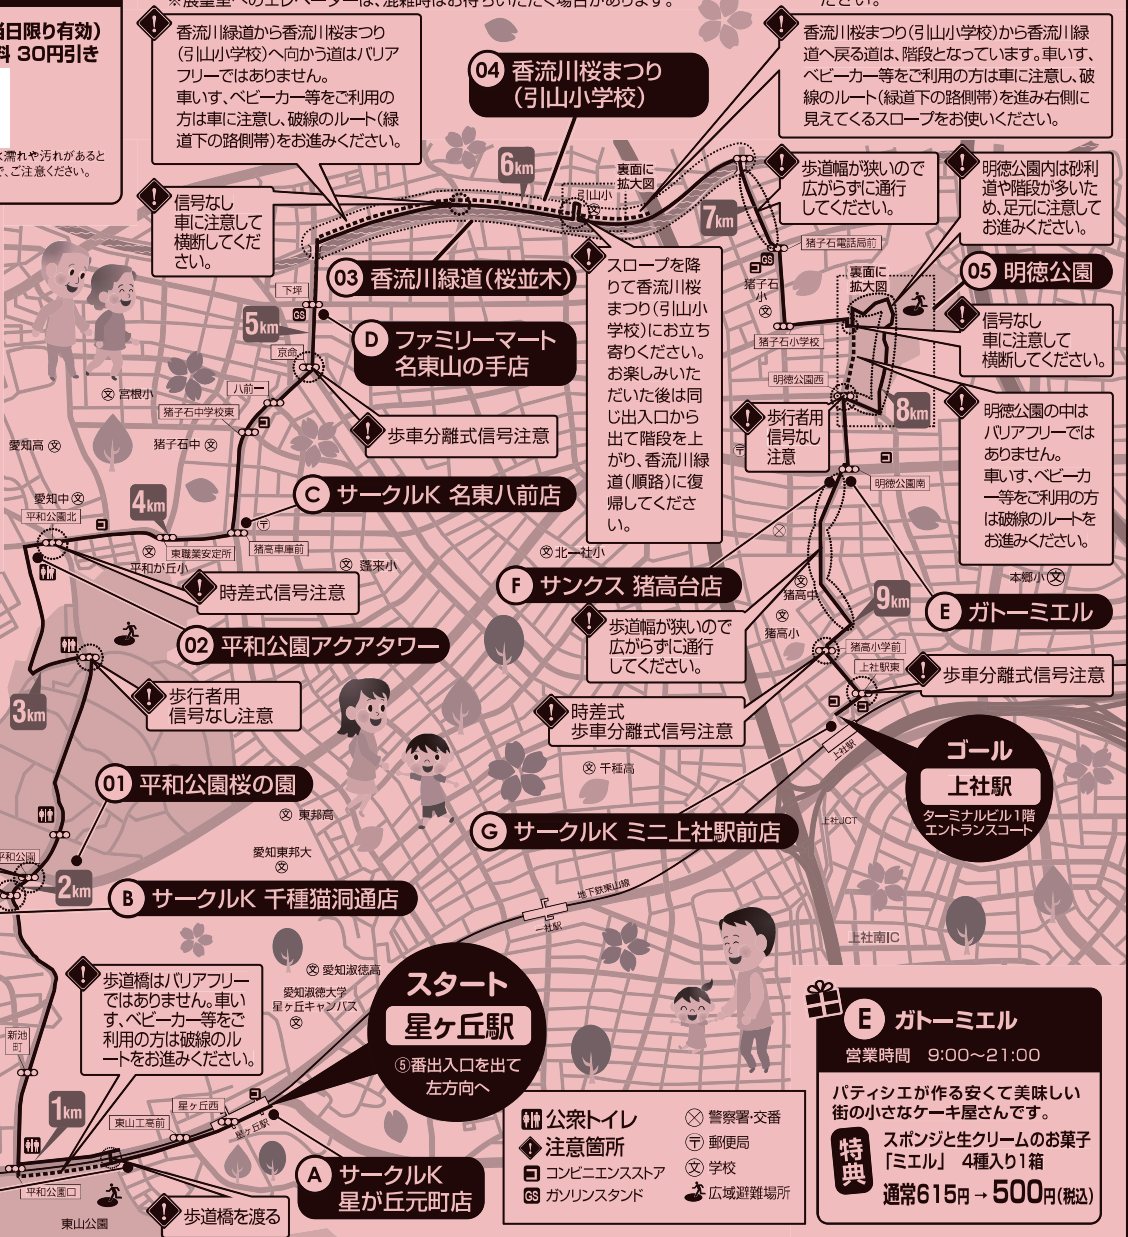 ※展望室へのエレベーターは、混雑時はお待ちいただく場合があります。
ださい。
当日限り有効)
料 30円引き
濡れや汚れがあると
で、ご注意ください。
香流川緑道から香流川桜まつり
(引山小学校)へ向かう道はバリア
フリーではありません。
車いす、ベビーカー等をご利用の
方は車に注意し、破線のルート(緑
道下の路側帯)をお進みください。
04 香流川桜まつり
(引山小学校)
香流川桜まつり(引山小学校)から香流川緑
道へ戻る道は、階段となっています。車いす、
ベビーカー等をご利用の方は車に注意し、破
線のルート(緑道下の路側帯)を進み右側に
見えてくるスロープをお使いください。
信号なし
車に注意して
横断してくだ
さい。
6km
裏面に
拡大図
引山小
7km
歩道幅が狭いので
広がらずに通行
してください。
明徳公園内は砂利
道や階段が多いた
め、足元に注意して
お進みください。
猪子石電話局前
GS
猪子石
小
猪子石小学校
裏面に
拡大図
05 明徳公園
信号なし
車に注意して
横断してください。
03 香流川緑道(桜並木)
下坪
GS
5km
京命
D ファミリーマート
名東山の手店
スロープを降
りて香流川桜
まつり(引山小
学校)にお立ち
寄りください。
お楽しみいた
だいた後は同
じ出入口から
出て階段を上
がり、香流川緑
道(順路)に復
帰してくださ
い。
明徳公園西
8km
歩行者用
信号なし
注意
明徳公園の中は
バリアフリーでは
ありません。
車いす、ベビーカ
ー等をご利用の方
は破線のルートを
お進みください。
宮根小
八前一
猪子石中学校東
歩車分離式信号注意
愛知高
猪子石中
C サークルK 名東八前店
明徳公園南
愛知中
4km
平和公園北
東職業安定所
平和が丘小
猪高車庫前
蓬来小
北一社小
時差式信号注意
F サンクス 猪高台店
猪高中
本郷小
9km
E ガトーミエル
02 平和公園アクアタワー
歩道幅が狭いので
広がらずに通行
してください。
猪高小
猪高小学前
上社駅東
歩車分離式信号注意
3km
歩行者用
信号なし注意
時差式
歩車分離式信号注意
上社駅
ゴール
上社駅
ターミナルビル1階
エントランスコート
01 平和公園桜の園
千種高
東邦高
G サークルK ミニ上社駅前店
上社JCT
平和公園
愛知東邦大
2km
B サークルK 千種猫洞通店
地下鉄東山線
一社駅
上社南IC
歩道橋はバリアフリー
ではありません。車い
す、ベビーカー等をご
利用の方は破線のル
ートをお進みください。
愛知淑徳高
愛知淑徳大学
星ヶ丘キャンパス
スタート
星ヶ丘駅
⑤番出入口を出て
左方向へ
新池
町
1km
星ヶ丘西
東山工高前
星ヶ丘駅
平和公園口
東山公園
A サークルK
星が丘元町店
歩道橋を渡る
公衆トイレ
注意箇所
コンビニエンスストア
GS ガソリンスタンド
警察署・交番
郵便局
学校
広域避難場所
E ガトーミエル
営業時間 9:00〜21:00
パティシエが作る安くて美味しい
街の小さなケーキ屋さんです。
特典
スポンジと生クリームのお菓子
「ミエル」 4種入り1箱
通常615円→500円(税込)